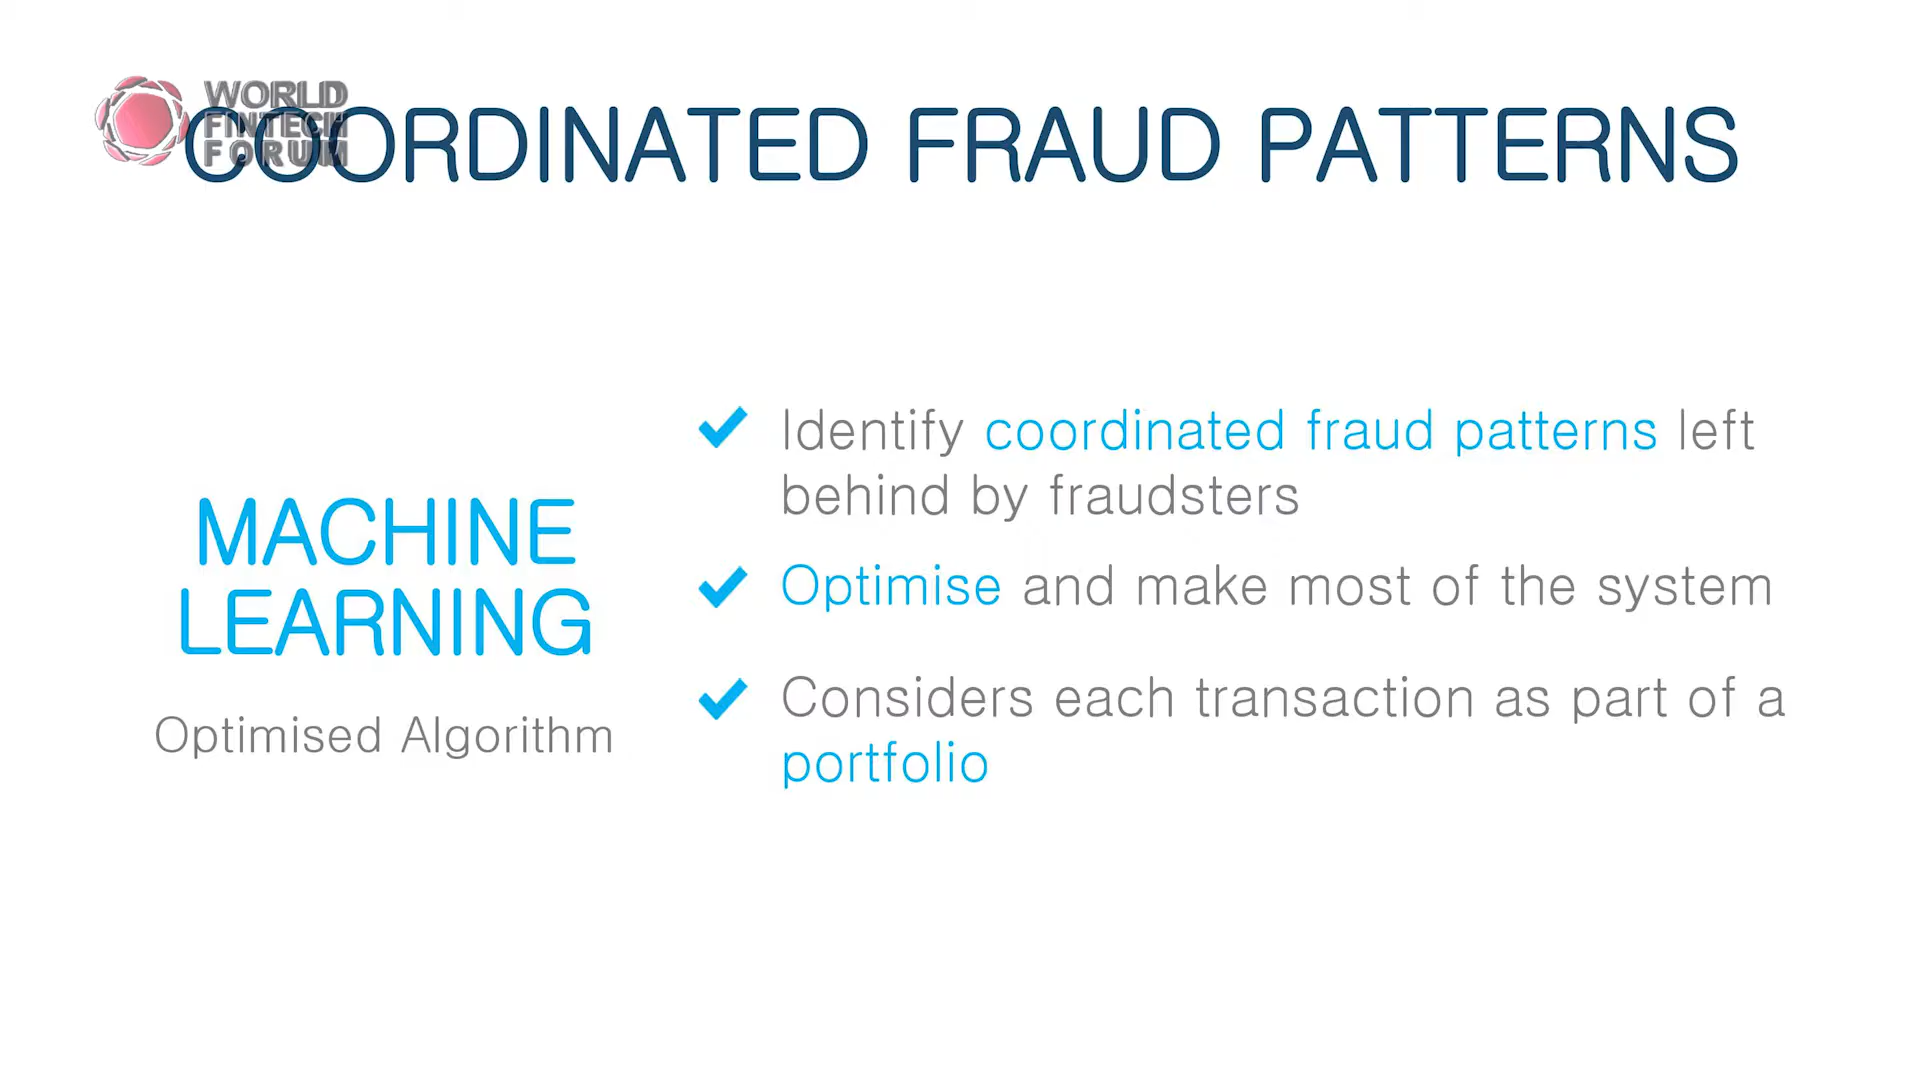 WORLD
FINTECH
FORUM
COORDINATED FRAUD PATTERNS
MACHINE
LEARNING
Optimised Algorithm
Identify coordinated fraud patterns left
behind by fraudsters
Optimise and make most of the system
Considers each transaction as part of a
portfolio